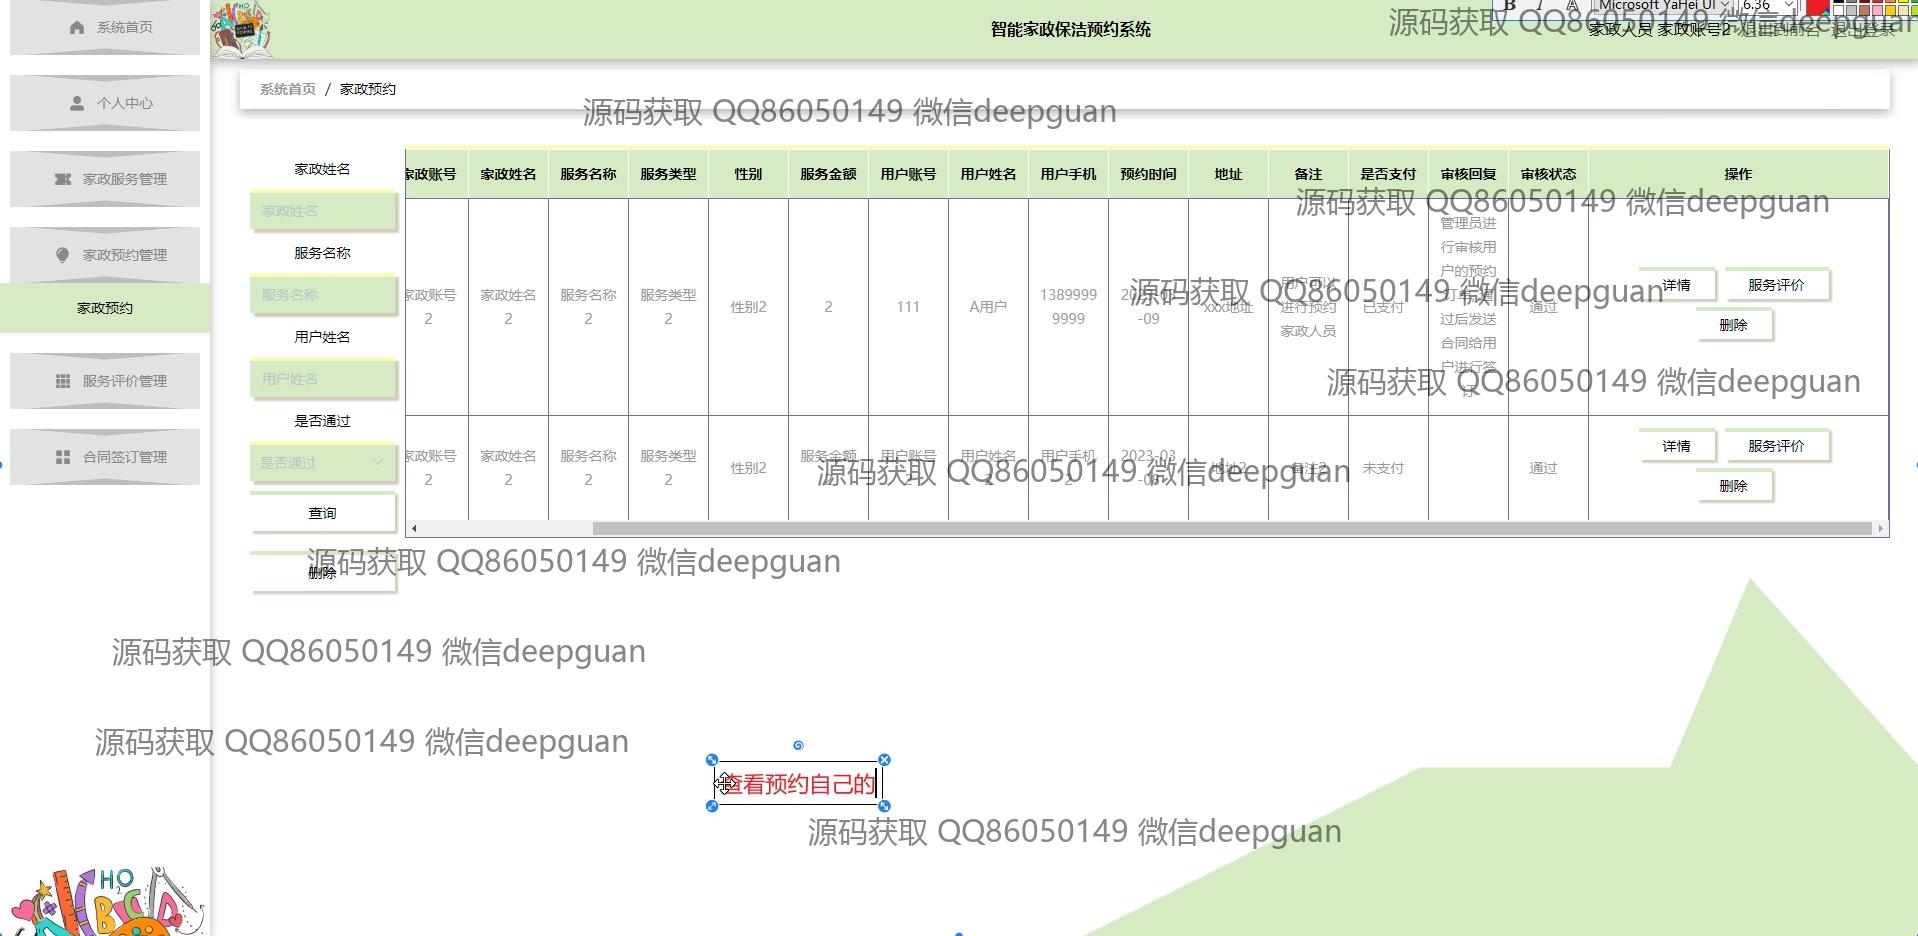 系统首页
个人中心
家政服务管理
家政预约管理
家政预约
服务评价管理
合同签订管理
智能家政保洁预约系统
B I A Microsoft YaHei UI 6.36
家政人员 家政账号2 退出到前台 退出登录
源码获取 QQ86050149 微信deepguan
系统首页 / 家政预约
源码获取 QQ86050149 微信deepguan
家政姓名
家政姓名
服务名称
服务名称
用户姓名
用户姓名
是否通过
是否通过
查询
删除
家政账号 家政姓名 服务名称 服务类型 性别 服务金额 用户账号 用户姓名 用户手机 预约时间 地址 备注 是否支付 审核回复 审核状态 操作
源码获取 QQ86050149 微信deepguan
家政账号2 家政姓名2 服务名称2 服务类型2 性别2 2 111 A用户 13899999999 -09 xxx地址 用户可以进行预约家政人员 已支付 管理员进行审核用户的预约订单,通过后发送合同给用户进行签订 通过 详情 服务评价 删除
源码获取 QQ86050149 微信deepguan
源码获取 QQ86050149 微信deepguan
家政账号2 家政姓名2 服务名称2 服务类型2 性别2 服务金额 用户账号 用户姓名2 用户手机2 2023-03 地址2 备注2 未支付 通过 详情 服务评价 删除
源码获取 QQ86050149 微信deepguan
源码获取 QQ86050149 微信deepguan
源码获取 QQ86050149 微信deepguan
源码获取 QQ86050149 微信deepguan
查看预约自己的
源码获取 QQ86050149 微信deepguan